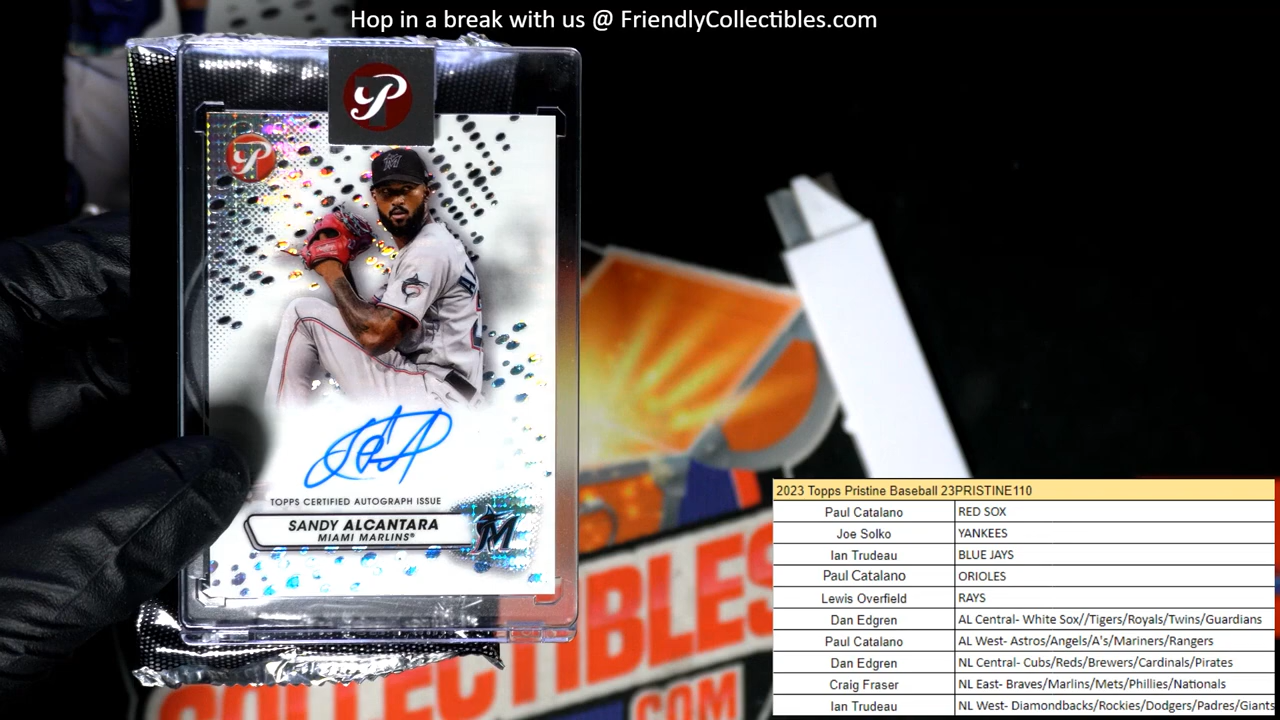 Hop in a break with us @ FriendlyCollectibles.com
P
P
M
TOPPS CERTIFIED AUTOGRAPH ISSUE
SANDY ALCANTARA
MIAMI MARLINS®
M
COLLECTIBLES
.COM
2023 Topps Pristine Baseball 23PRISTINE110
Paul Catalano RED SOX
Joe Solko YANKEES
Ian Trudeau BLUE JAYS
Paul Catalano ORIOLES
Lewis Overfield RAYS
Dan Edgren AL Central- White Sox//Tigers/Royals/Twins/Guardians
Paul Catalano AL West- Astros/Angels/A's/Mariners/Rangers
Dan Edgren NL Central- Cubs/Reds/Brewers/Cardinals/Pirates
Craig Fraser NL East- Braves/Marlins/Mets/Phillies/Nationals
Ian Trudeau NL West- Diamondbacks/Rockies/Dodgers/Padres/Giants